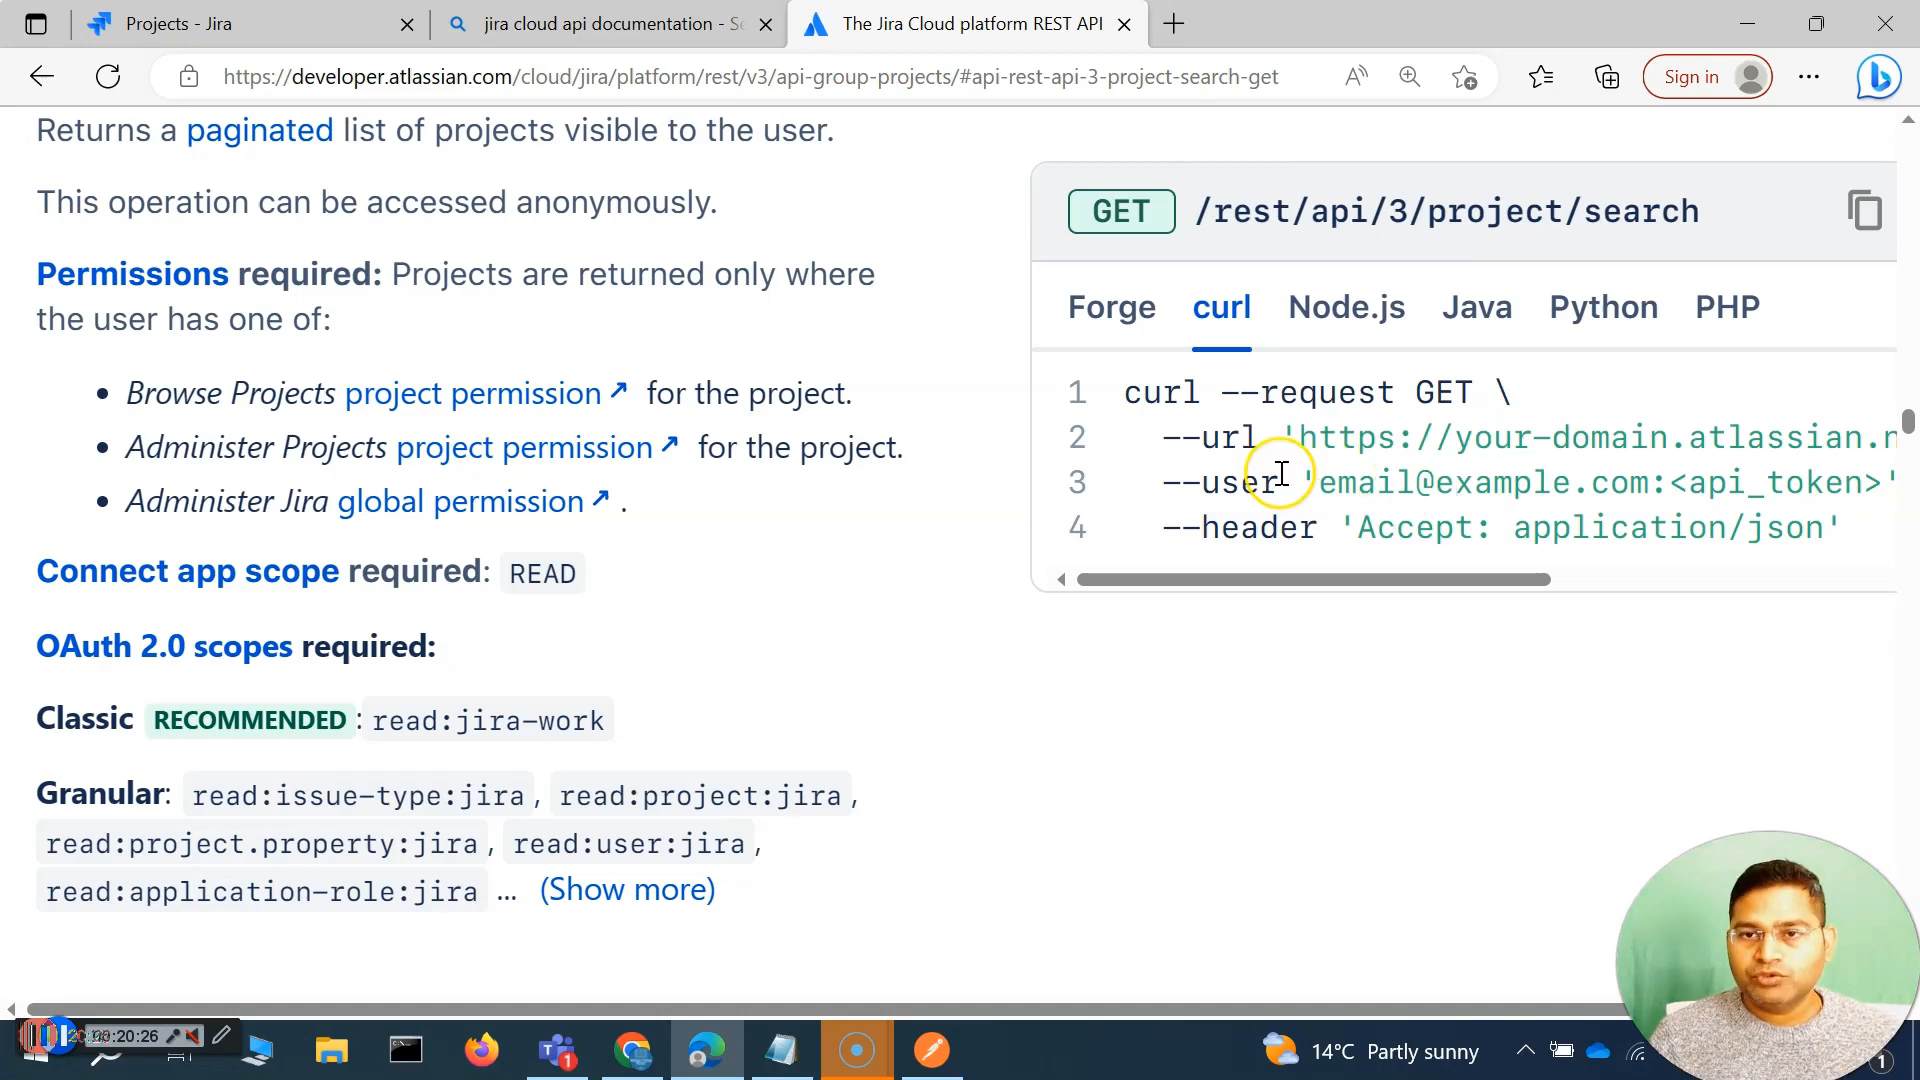 Projects - Jira
jira cloud api documentation - Se
The Jira Cloud platform REST API
https://developer.atlassian.com/cloud/jira/platform/rest/v3/api-group-projects/#api-rest-api-3-project-search-get
Sign in
Returns a paginated list of projects visible to the user.
This operation can be accessed anonymously.
Permissions required: Projects are returned only where
the user has one of:
• Browse Projects project permission↗ for the project.
• Administer Projects project permission↗ for the project.
• Administer Jira global permission↗ .
Connect app scope required: READ
OAuth 2.0 scopes required:
Classic RECOMMENDED: read:jira-work
Granular: read:issue-type:jira, read:project:jira,
read:project.property:jira, read:user:jira,
read:application-role:jira ... (Show more)
GET /rest/api/3/project/search
Forge curl Node.js Java Python PHP
1 curl --request GET \
2 --url 'https://your-domain.atlassian.n
3 --user 'email@example.com:<api_token>'
4 --header 'Accept: application/json'
14°C Partly sunny
1
1